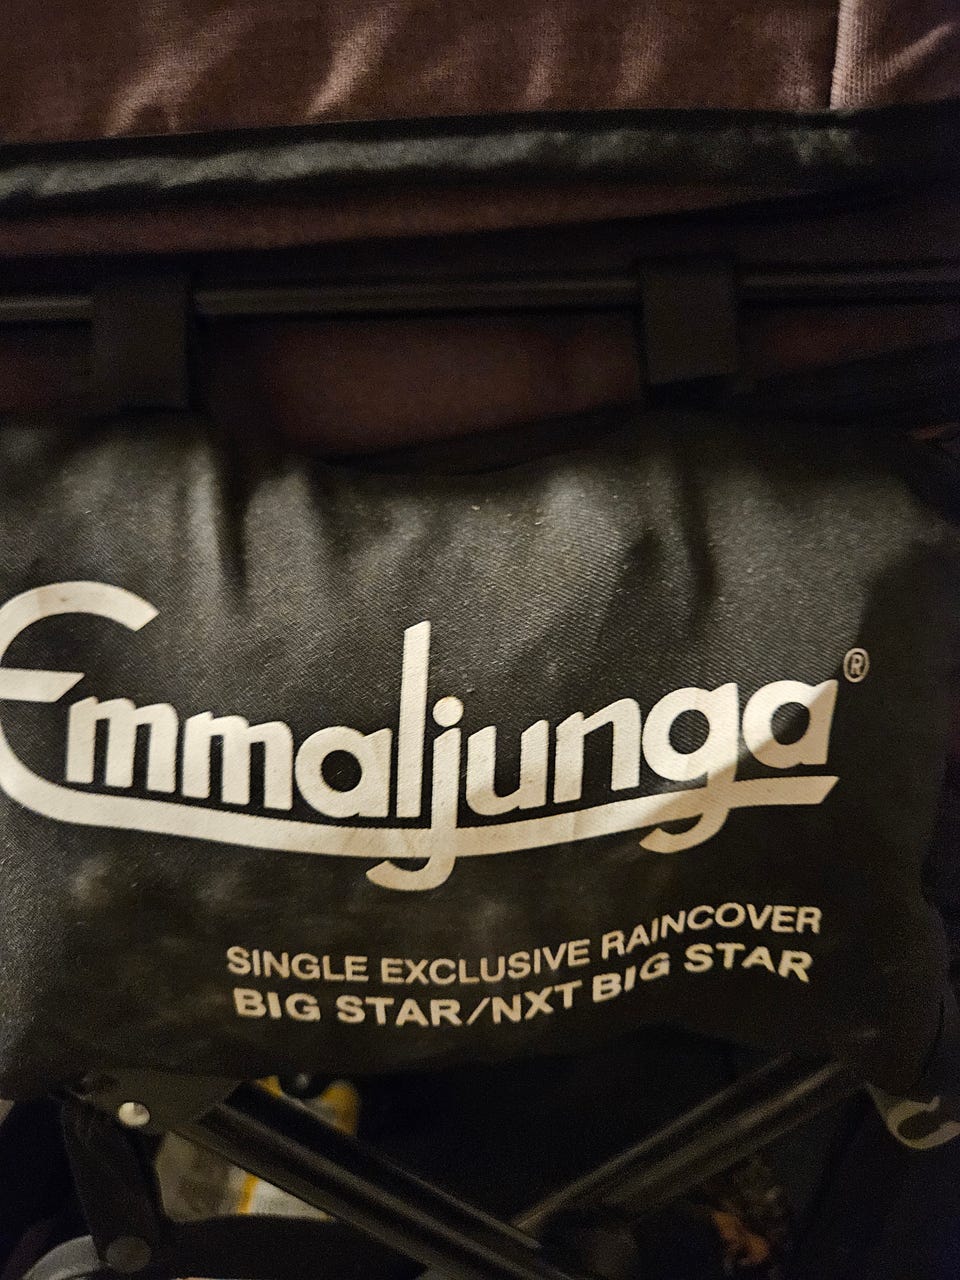 Emmaljunga®
SINGLE EXCLUSIVE RAINCOVER
BIG STAR/NXT BIG STAR